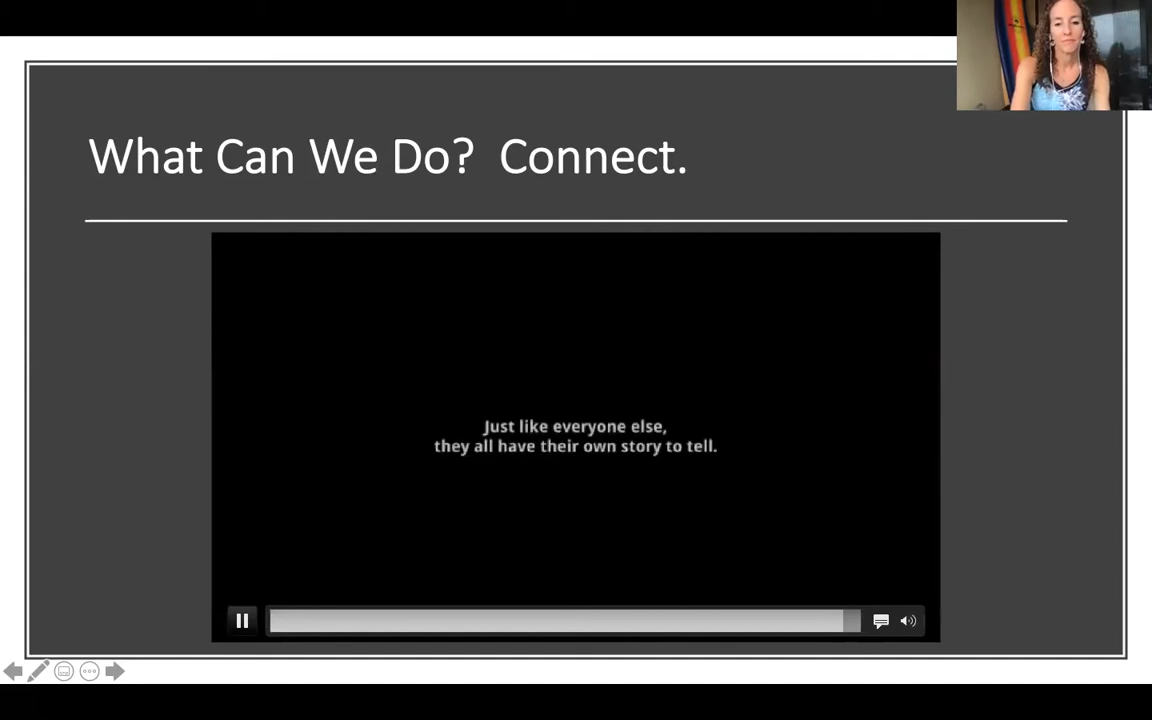 What Can We Do?  Connect.
Just like everyone else,
they all have their own story to tell.